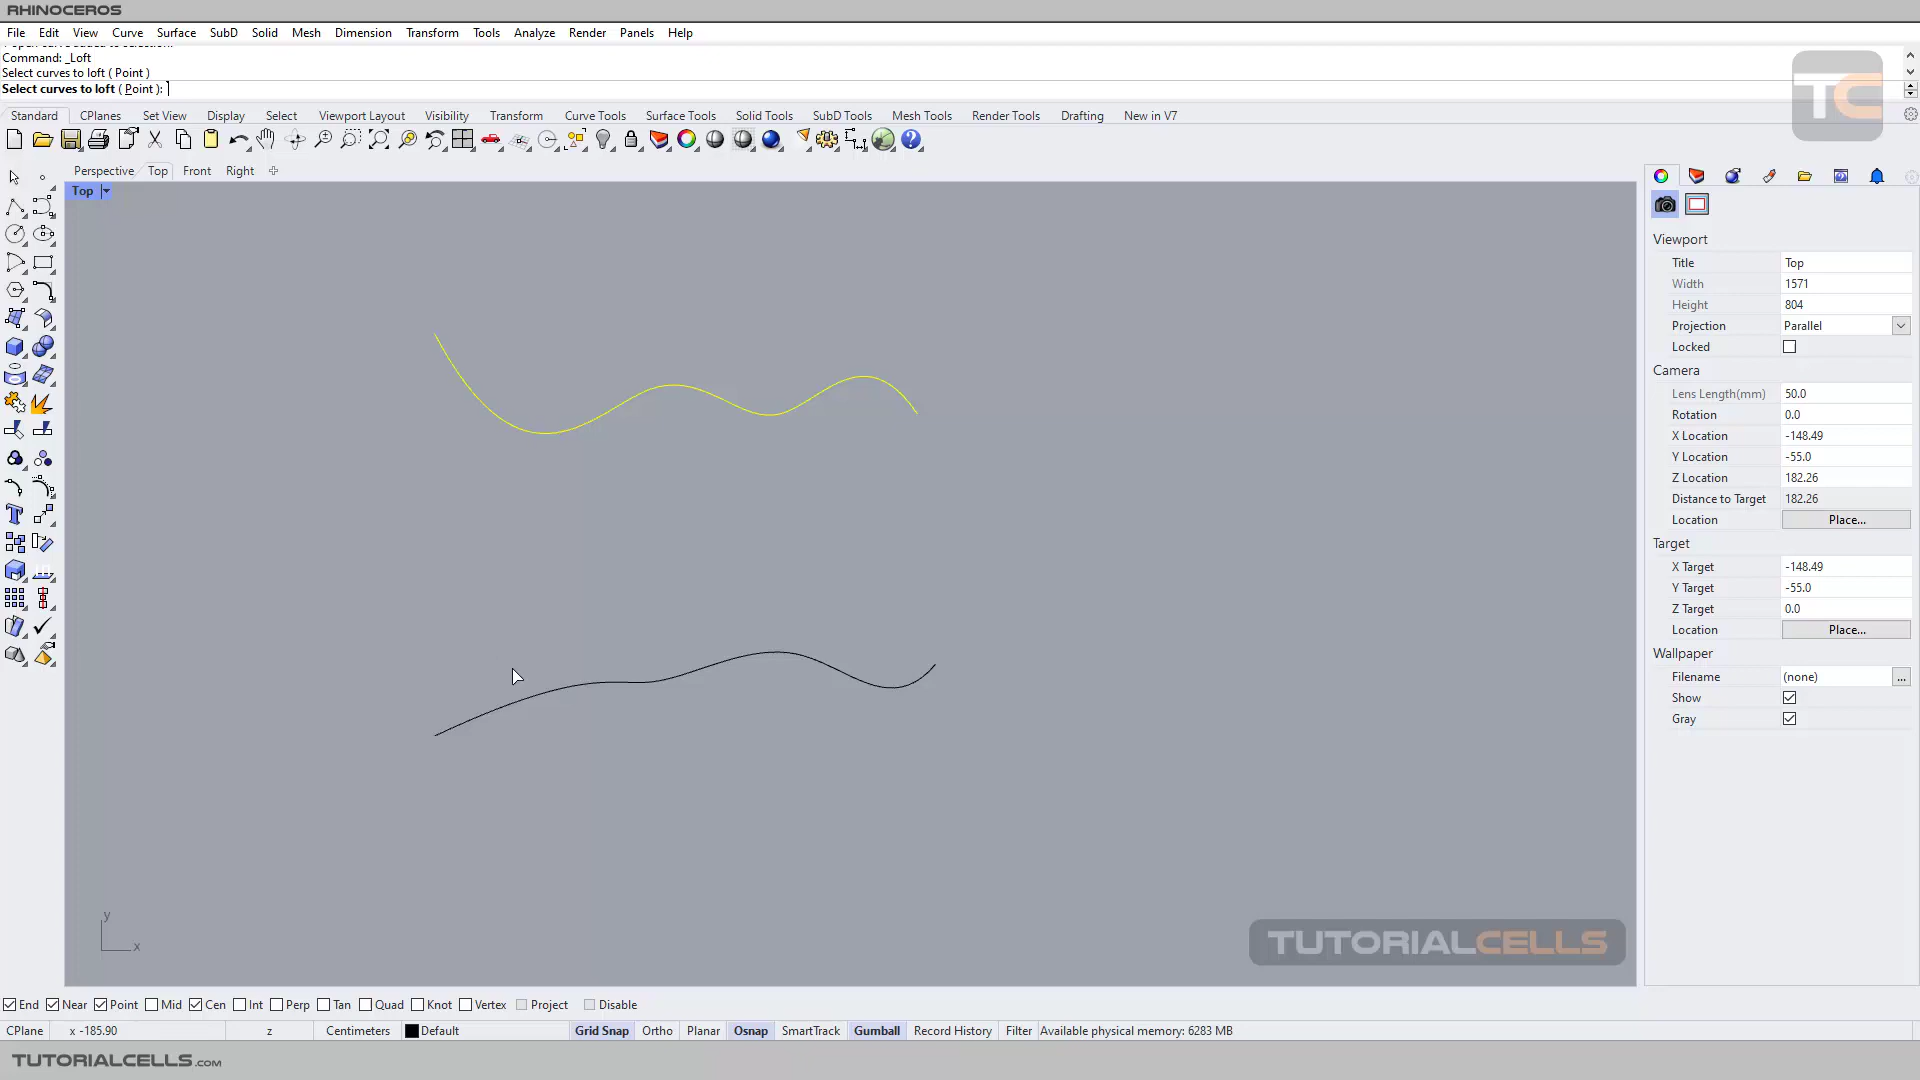 RHINOCEROS
File Edit View Curve Surface SubD Solid Mesh Dimension Transform Tools Analyze Render Panels Help
1 open curve added to selection.
Command: _Loft
Select curves to loft ( Point )
Select curves to loft ( Point ):
TC
Standard CPlanes Set View Display Select Viewport Layout Visibility Transform Curve Tools Surface Tools Solid Tools SubD Tools Mesh Tools Render Tools Drafting New in V7
Perspective Top Front Right
Top
Viewport
Title Top
Width 1571
Height 804
Projection Parallel
Locked
Camera
Lens Length(mm) 50.0
Rotation 0.0
X Location -148.49
Y Location -55.0
Z Location 182.26
Distance to Target 182.26
Location Place...
Target
X Target -148.49
Y Target -55.0
Z Target 0.0
Location Place...
Wallpaper
Filename (none) ...
Show
Gray
y
x
TUTORIALCELLS
End Near Point Mid Cen Int Perp Tan Quad Knot Vertex Project Disable
CPlane x -185.90 z Centimeters Default Grid Snap Ortho Planar Osnap SmartTrack Gumball Record History Filter Available physical memory: 6283 MB
TUTORIALCELLS.COM